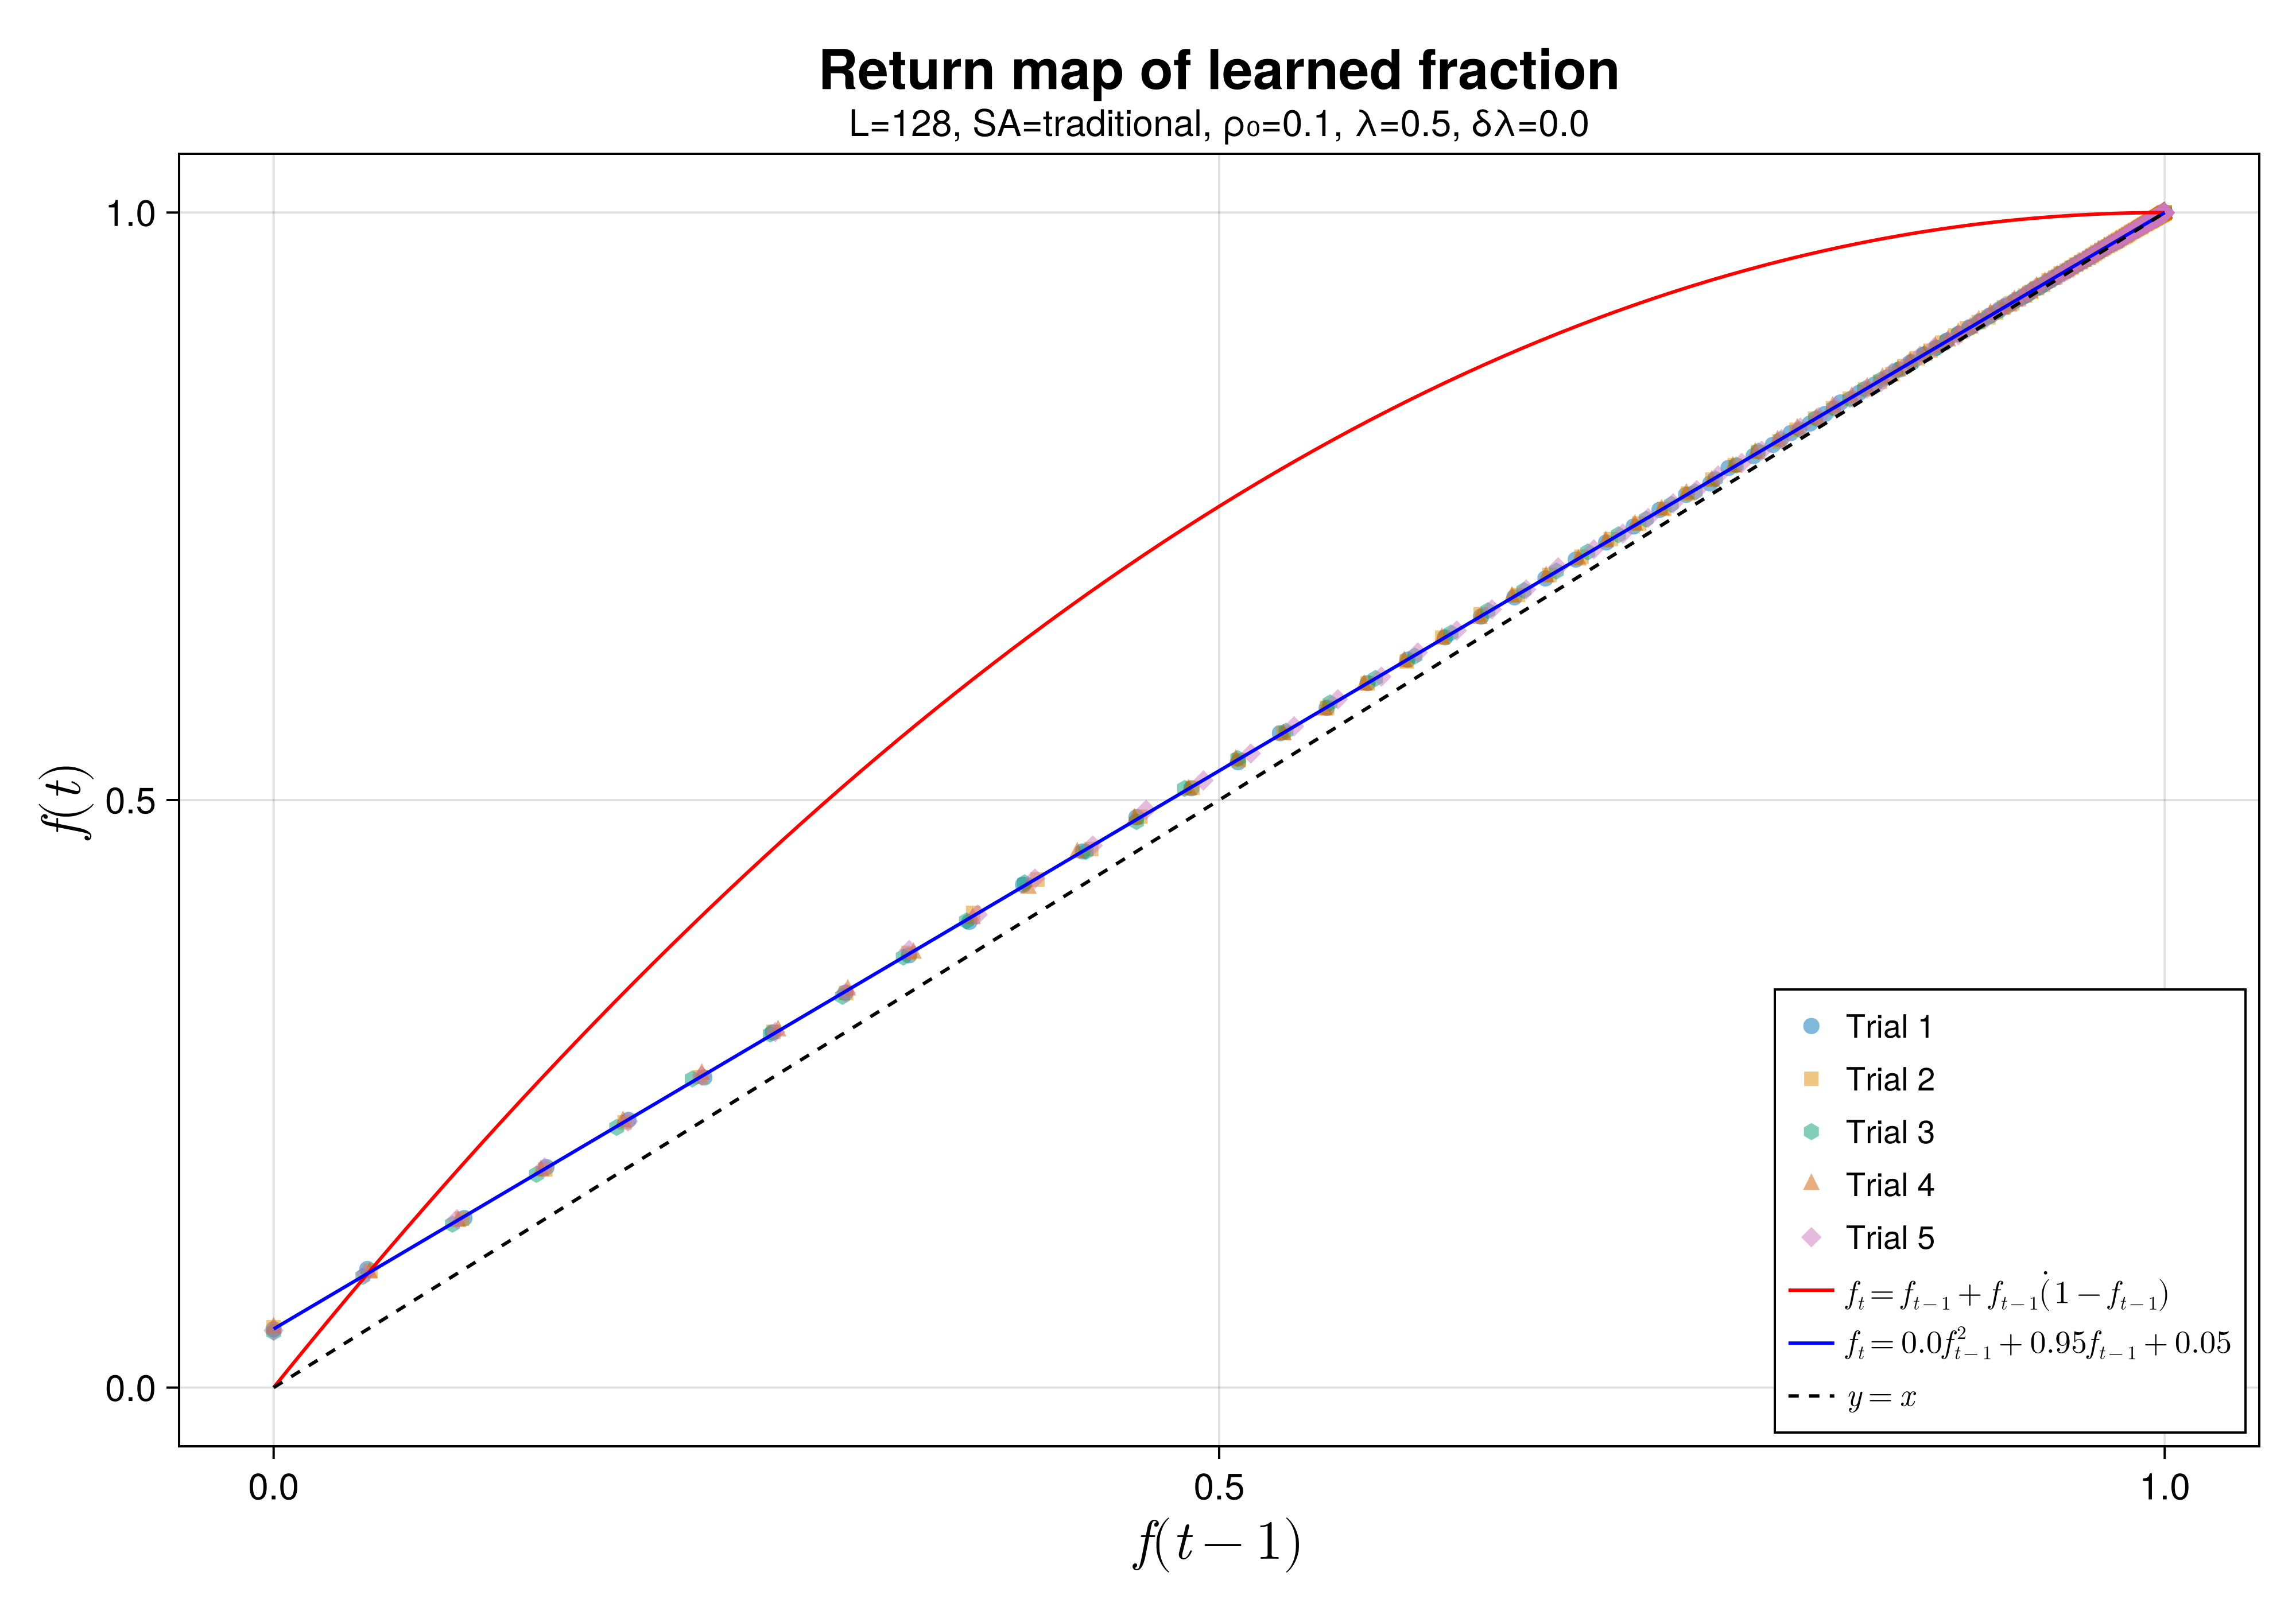 Return map of learned fraction
L=128, SA=traditional, ρ₀=0.1, λ=0.5, δλ=0.0
f(t)
1.0
0.5
0.0
0.0
0.5
1.0
f(t − 1)
Trial 1
Trial 2
Trial 3
Trial 4
Trial 5
f_t = f_{t−1} + f_{t−1}(̇1 − f_{t−1})
f_t = 0.0f²_{t−1} + 0.95f_{t−1} + 0.05
y = x